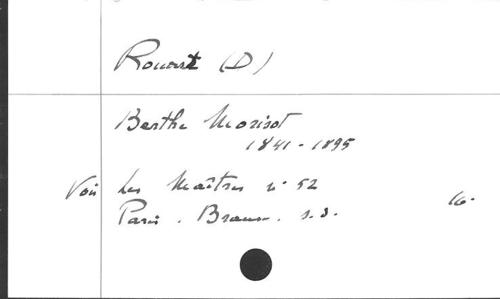 Rouart (D)
Berthe Morisot
1841-1895
Voir Les Maîtres n° 52
Paris. Braun. s.d. 16.